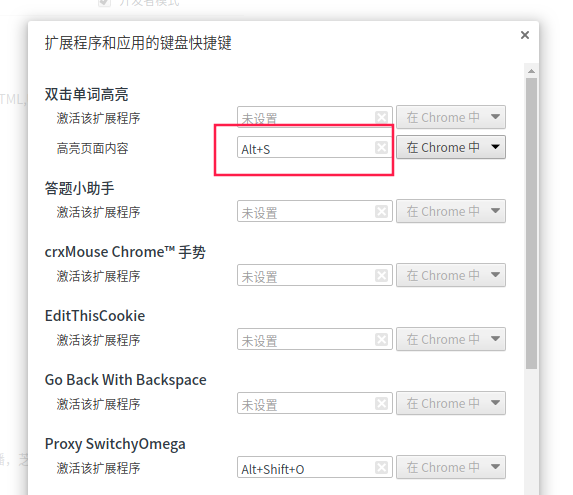 开发者模式
扩展程序和应用的键盘快捷键 ×
TML,
双击单词高亮
激活该扩展程序 未设置 在 Chrome 中
高亮页面内容 Alt+S 在 Chrome 中
答题小助手
激活该扩展程序 未设置 在 Chrome 中
crxMouse Chrome™ 手势
激活该扩展程序 未设置 在 Chrome 中
EditThisCookie
激活该扩展程序 未设置 在 Chrome 中
Go Back With Backspace
激活该扩展程序 未设置 在 Chrome 中
Proxy SwitchyOmega
激活该扩展程序 Alt+Shift+O 在 Chrome 中